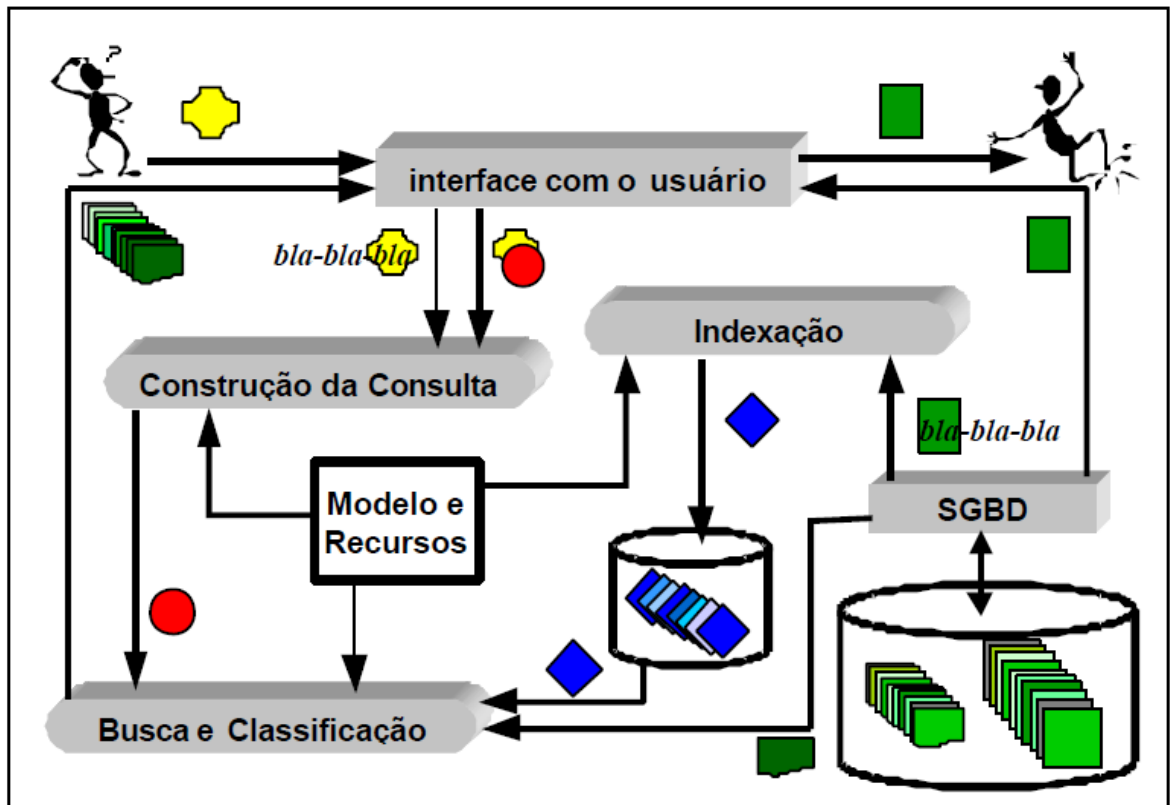 ?
interface com o usuário
bla-bla-bla
Indexação
Construção da Consulta
bla-bla-bla
Modelo e
Recursos
SGBD
Busca e Classificação